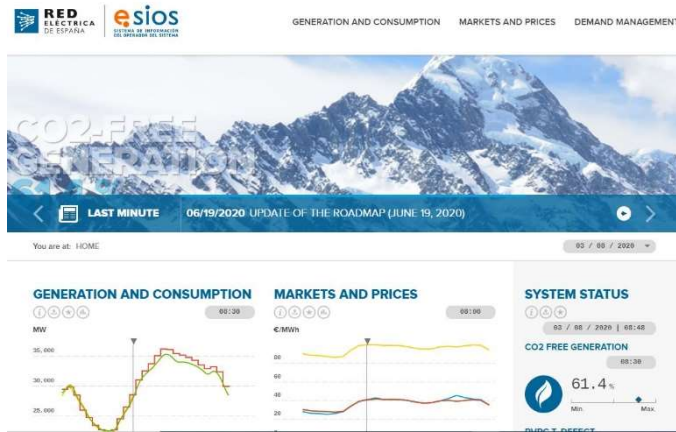 RED
ELÉCTRICA
DE ESPAÑA
esios
SISTEMA DE INFORMACIÓN
DEL OPERADOR DEL SISTEMA
GENERATION AND CONSUMPTION MARKETS AND PRICES DEMAND MANAGEMENT
CO2-FREE
GENERATION
LAST MINUTE 06/19/2020 UPDATE OF THE ROADMAP (JUNE 19, 2020)
You are at: HOME
03 / 08 / 2020
GENERATION AND CONSUMPTION
08:30
MW
35,000
30,000
25,000
MARKETS AND PRICES
08:00
€/MWh
80
60
40
20
SYSTEM STATUS
03 / 08 / 2020 | 08:48
CO2 FREE GENERATION
08:30
61.4 %
Min. Max.